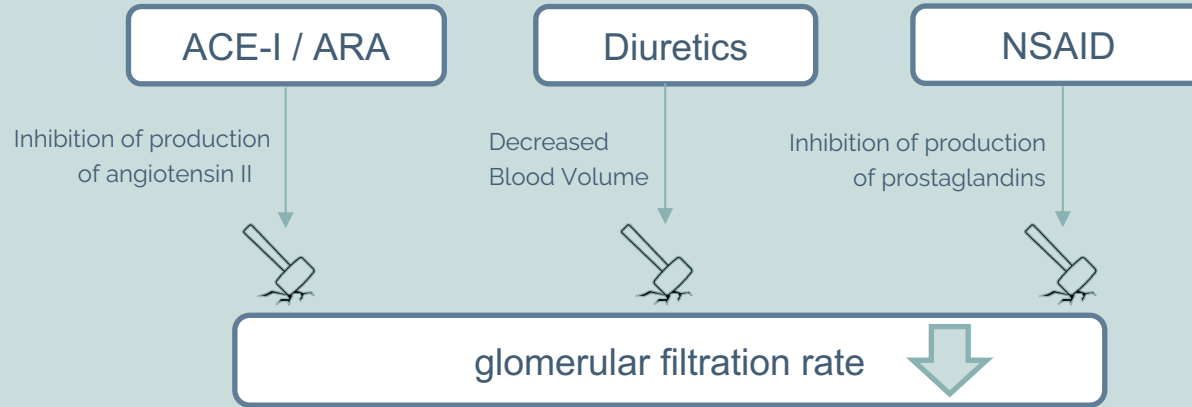 ACE-I / ARA
Diuretics
NSAID
Inhibition of production
of angiotensin II
Decreased
Blood Volume
Inhibition of production
of prostaglandins
glomerular filtration rate